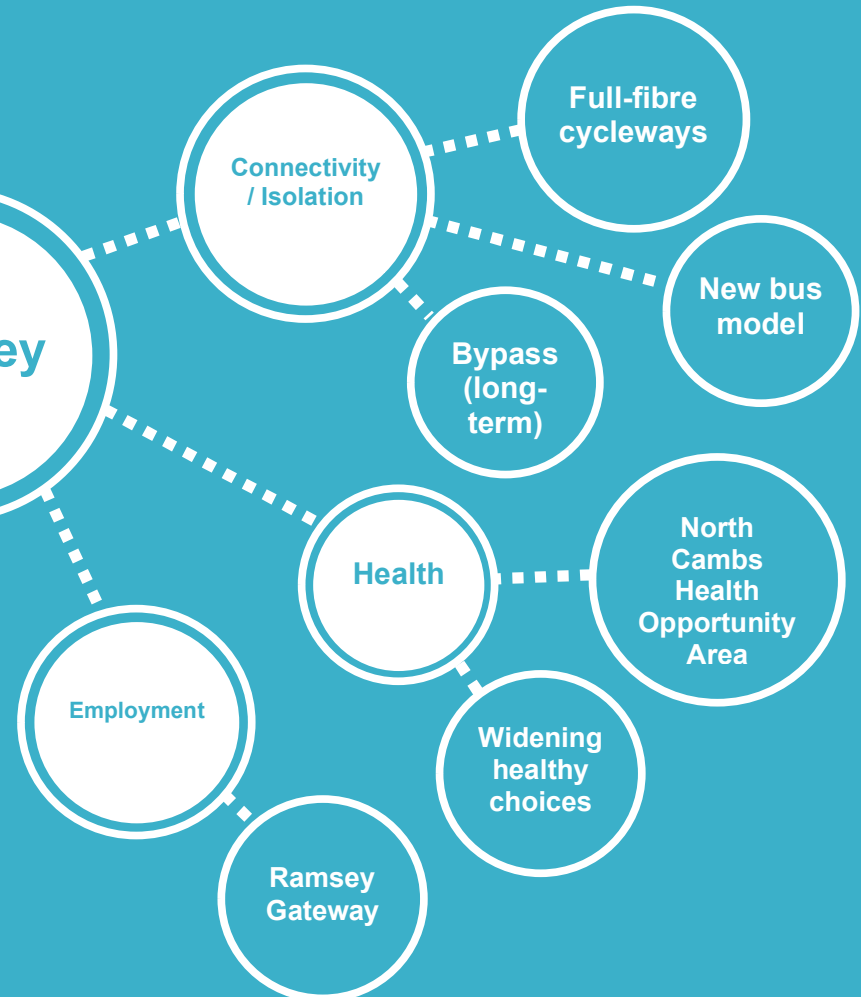 Full-fibre
cycleways
Connectivity
/ Isolation
New bus
model
ey
Bypass
(long-
term)
North
Cambs
Health
Opportunity
Area
Health
Employment
Widening
healthy
choices
Ramsey
Gateway